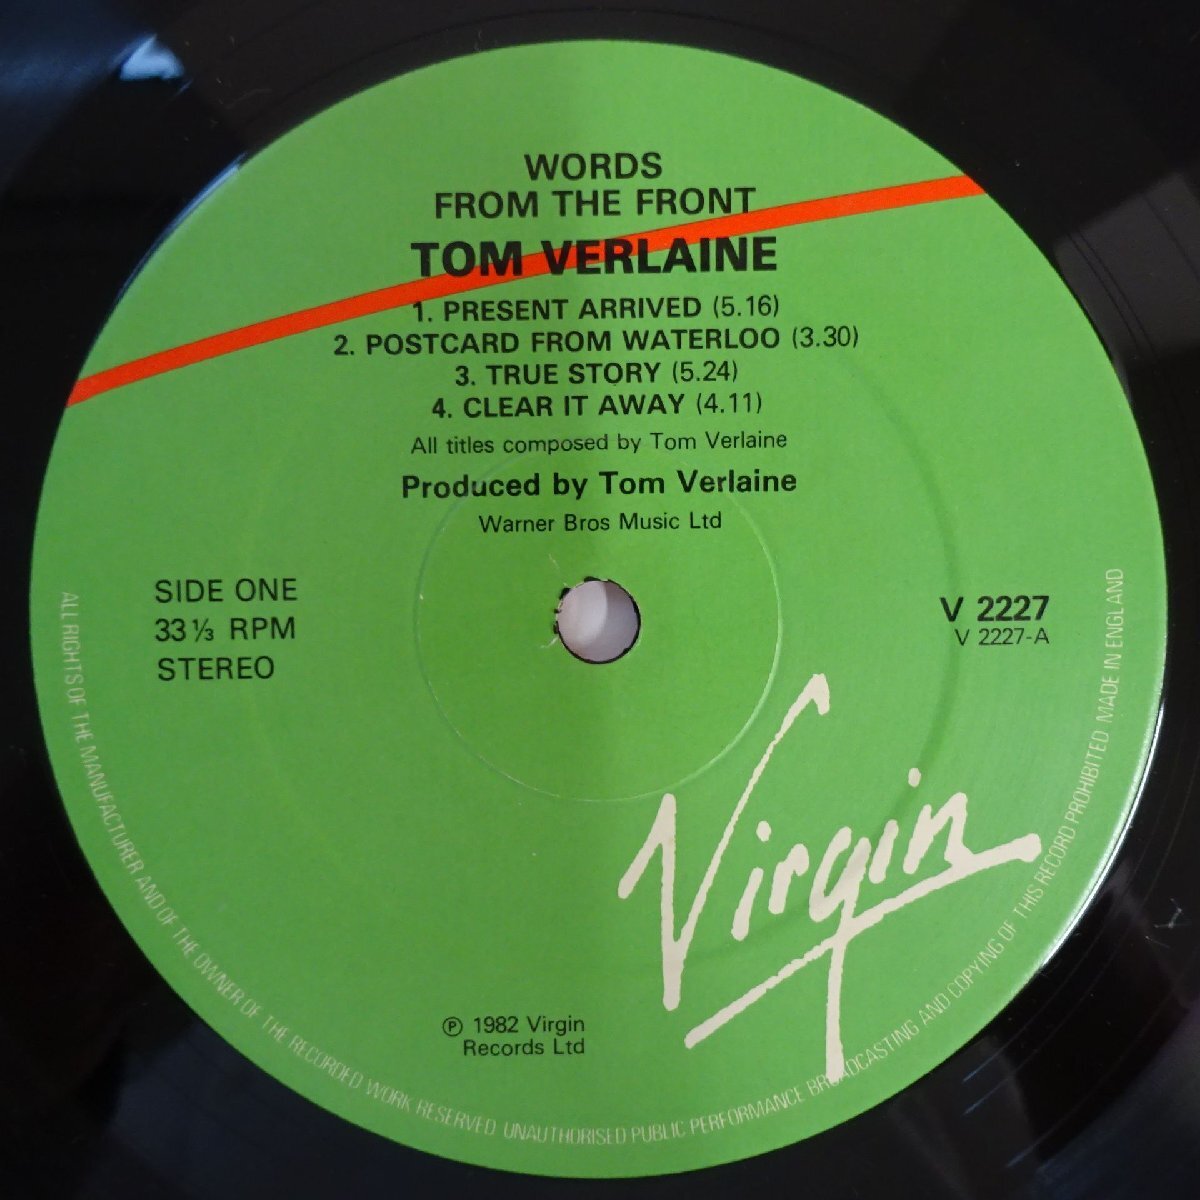 WORDS
FROM THE FRONT
TOM VERLAINE
1. PRESENT ARRIVED (5.16)
2. POSTCARD FROM WATERLOO (3.30)
3. TRUE STORY (5.24)
4. CLEAR IT AWAY (4.11)
All titles composed by Tom Verlaine
Produced by Tom Verlaine
Warner Bros Music Ltd
SIDE ONE
33⅓ RPM
STEREO
V 2227
V 2227-A
Virgin
℗ 1982 Virgin
Records Ltd
ALL RIGHTS OF THE MANUFACTURER AND OF THE OWNER OF THE RECORDED WORK RESERVED UNAUTHORISED PUBLIC PERFORMANCE BROADCASTING AND COPYING OF THIS RECORD PROHIBITED MADE IN ENGLAND